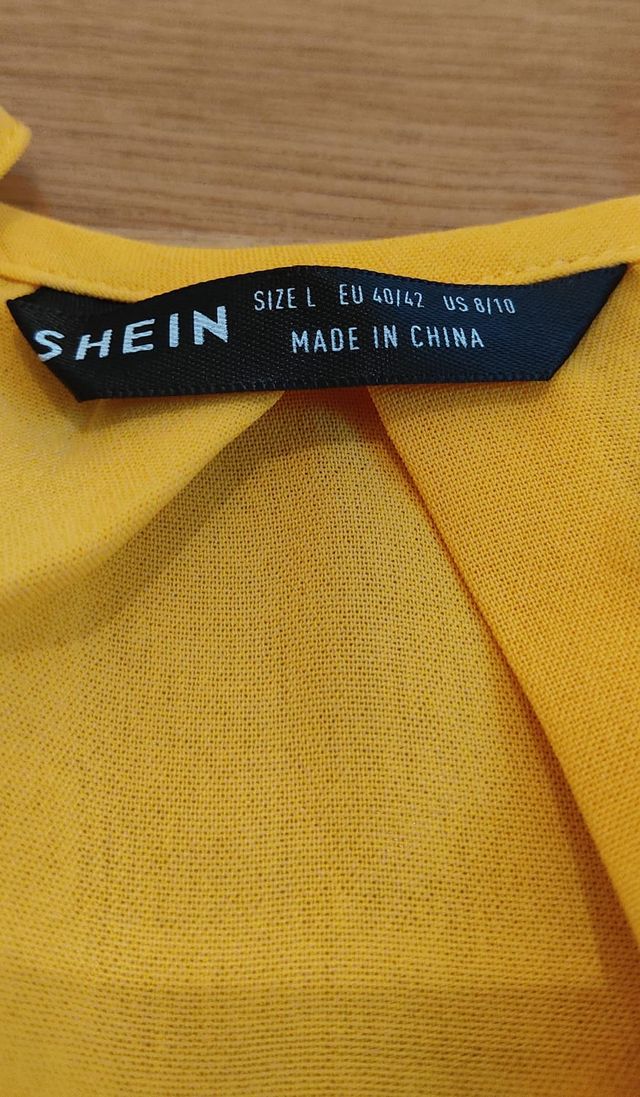 SHEIN
SIZE L EU 40/42 US 8/10
MADE IN CHINA